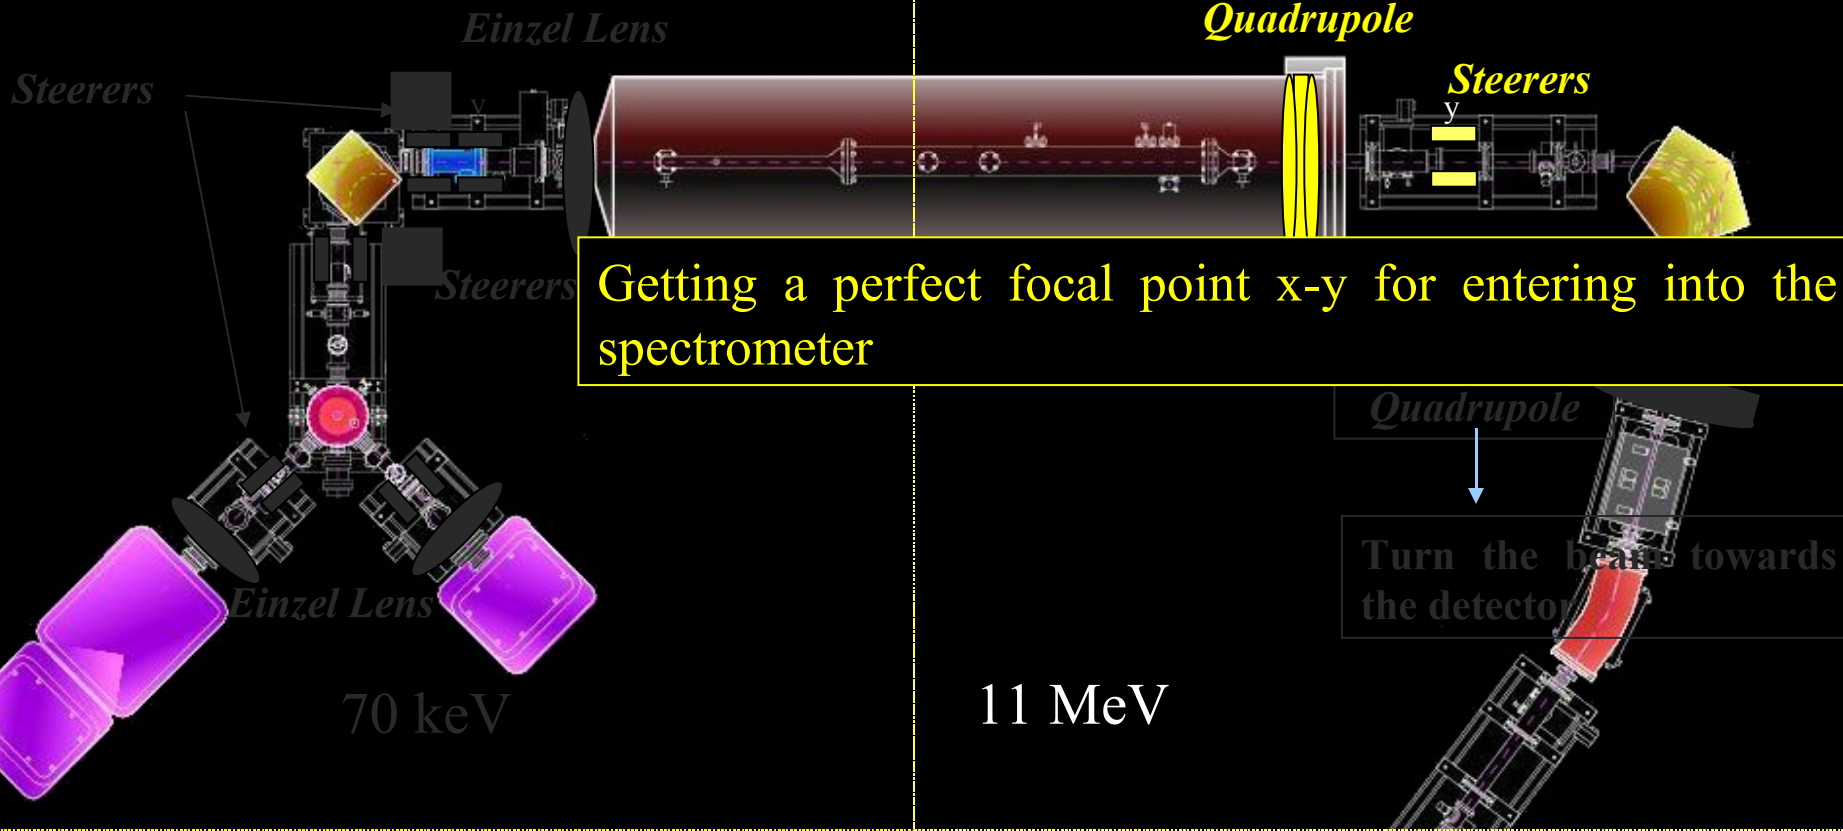 Quadrupole
Einzel Lens
Steerers
Steerers
y
y
Steerers
Getting a perfect focal point x-y for entering into the
spectrometer
Quadrupole
Turn the beam towards
the detector
Einzel Lens
70 keV
11 MeV